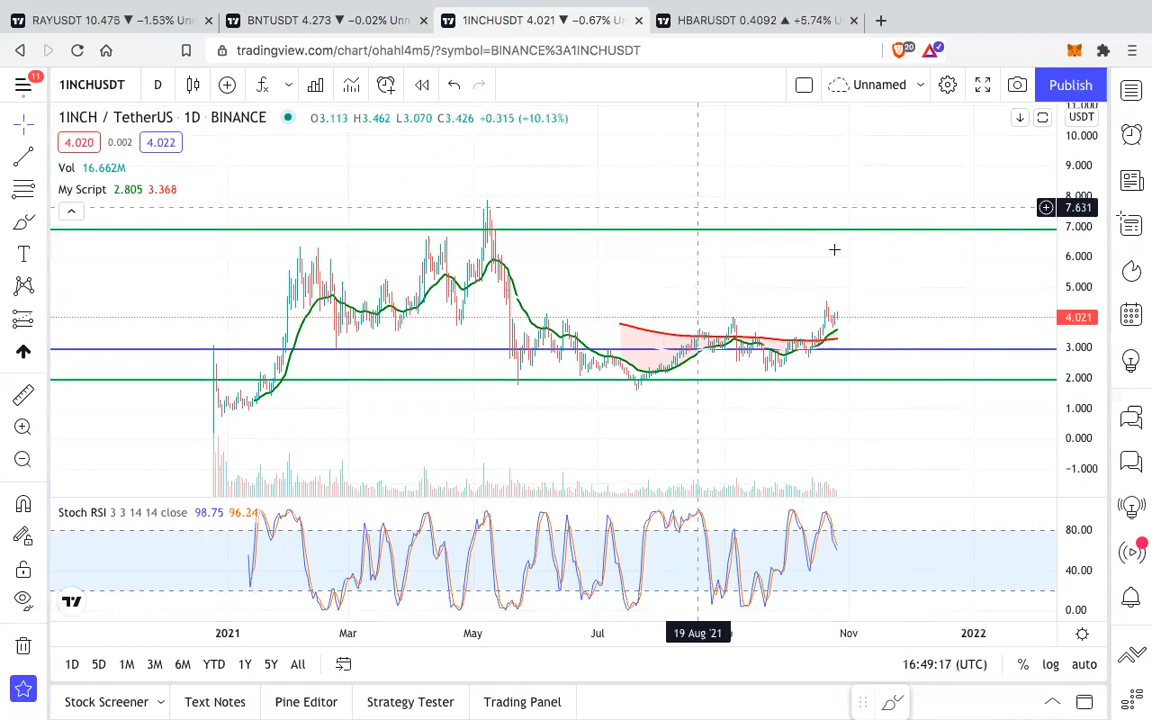 RAYUSDT 10.475 ▼ −1.53% Unn
BNTUSDT 4.273 ▼ −0.02% Unn
1INCHUSDT 4.021 ▼ −0.67% Un
HBARUSDT 0.4092 ▲ +5.74% U
tradingview.com/chart/ohahl4m5/?symbol=BINANCE%3A1INCHUSDT
20
11
1INCHUSDT
D
Unnamed
Publish
1INCH / TetherUS · 1D · BINANCE
O3.113 H3.462 L3.070 C3.426 +0.315 (+10.13%)
4.020 0.002 4.022
Vol 16.662M
My Script 2.805 3.368
11.000
USDT
10.000
9.000
8.000
7.631
7.000
6.000
5.000
4.021
3.000
2.000
1.000
0.000
−1.000
Stoch RSI 3 3 14 14 close 98.75 96.24
80.00
40.00
0.00
2021 Mar May Jul 19 Aug '21 Nov 2022
1D 5D 1M 3M 6M YTD 1Y 5Y All
16:49:17 (UTC) % log auto
Stock Screener Text Notes Pine Editor Strategy Tester Trading Panel